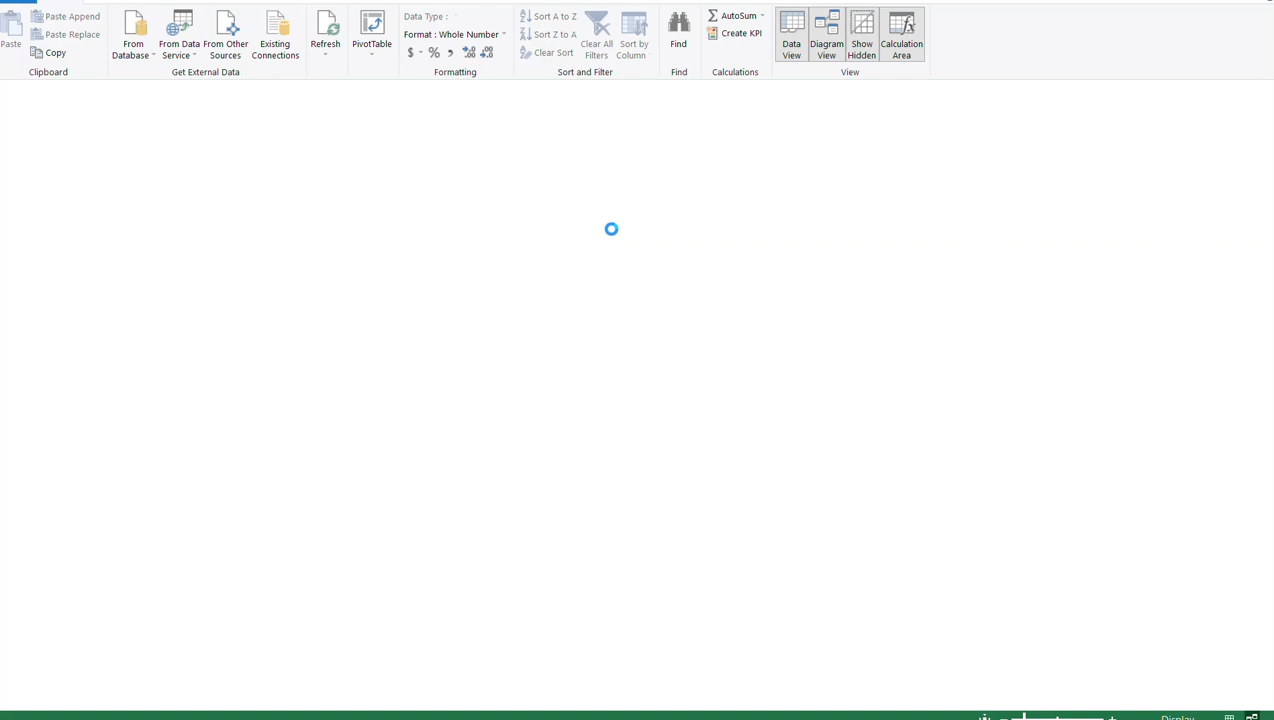 Paste
Paste Append
Paste Replace
Copy
Clipboard
From Database
From Data Service
From Other Sources
Existing Connections
Get External Data
Refresh
PivotTable
Data Type :
Format : Whole Number
$ % ,
Formatting
Sort A to Z
Sort Z to A
Clear Sort
Clear All Filters
Sort by Column
Sort and Filter
Find
Find
AutoSum
Create KPI
Calculations
Data View
Diagram View
Show Hidden
Calculation Area
View
Display